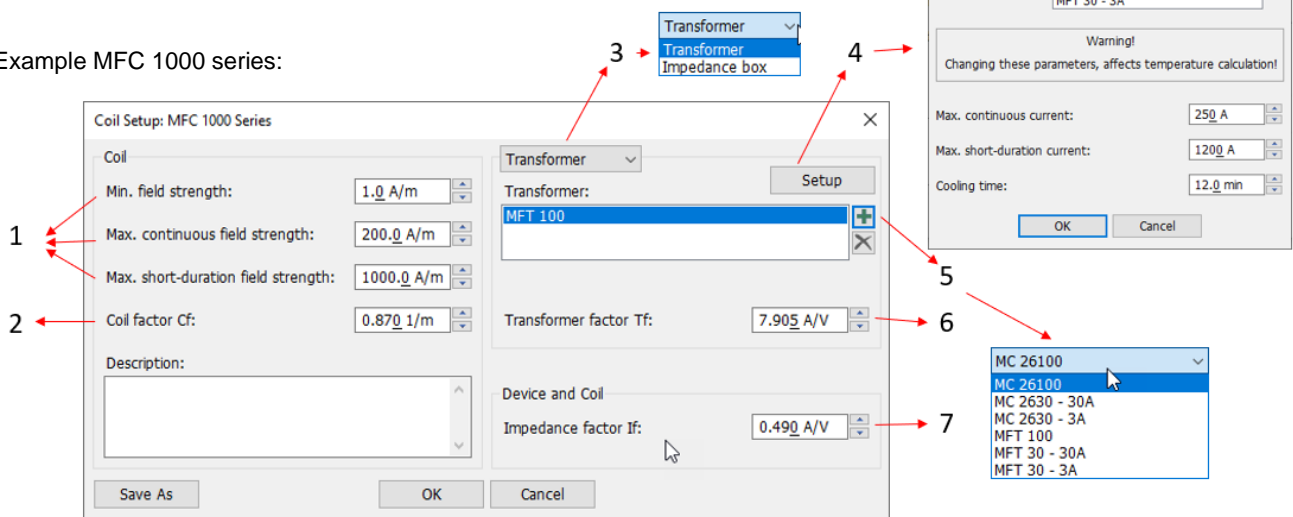 MFT 30 - 3A
Transformer
Transformer
Impedance box
3
4
Warning!
Changing these parameters, affects temperature calculation!
Example MFC 1000 series:
Coil Setup: MFC 1000 Series
Max. continuous current:
250 A
Max. short-duration current:
1200 A
Cooling time:
12.0 min
OK
Cancel
Coil
Min. field strength:
1.0 A/m
1
Max. continuous field strength:
200.0 A/m
Max. short-duration field strength:
1000.0 A/m
2
Coil factor Cf:
0.870 1/m
Description:
Transformer
Setup
Transformer:
MFT 100
5
Transformer factor Tf:
7.905 A/V
6
Device and Coil
Impedance factor If:
0.490 A/V
7
MC 26100
MC 26100
MC 2630 - 30A
MC 2630 - 3A
MFT 100
MFT 30 - 30A
MFT 30 - 3A
Save As
OK
Cancel